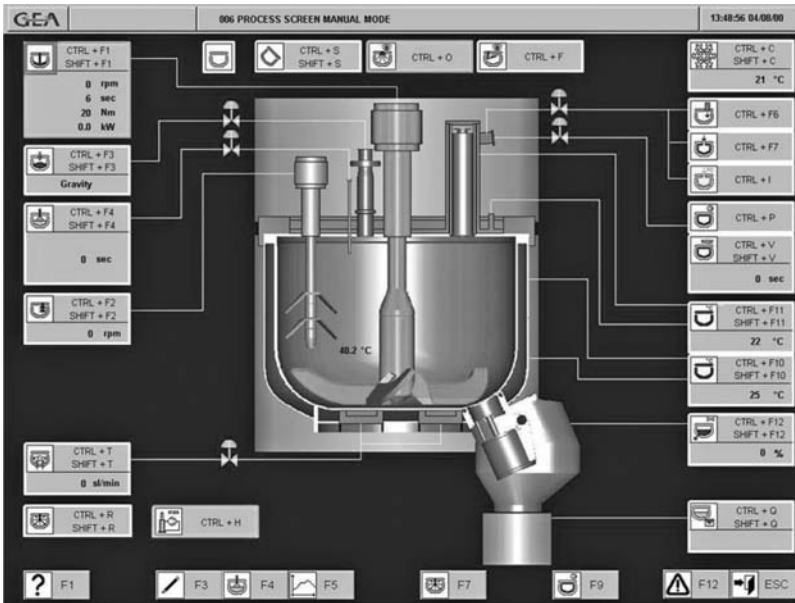 GEA
006 PROCESS SCREEN MANUAL MODE
13:48:56 04/08/00
CTRL + F1
SHIFT + F1
0 rpm
6 sec
20 Nm
0.0 kW
CTRL + S
SHIFT + S
CTRL + O
CTRL + F
CTRL + C
SHIFT + C
21 °C
CTRL + F3
SHIFT + F3
Gravity
CTRL + F4
SHIFT + F4
0 sec
CTRL + F2
SHIFT + F2
0 rpm
40.2 °C
CTRL + F6
CTRL + F7
CTRL + I
CTRL + P
CTRL + V
SHIFT + V
0 sec
CTRL + F11
SHIFT + F11
22 °C
CTRL + F10
SHIFT + F10
25 °C
CTRL + F12
SHIFT + F12
0 %
CTRL + T
SHIFT + T
0 sl/min
CTRL + R
SHIFT + R
CTRL + H
CTRL + Q
SHIFT + Q
? F1
F3
F4
F5
F7
F9
F12
ESC